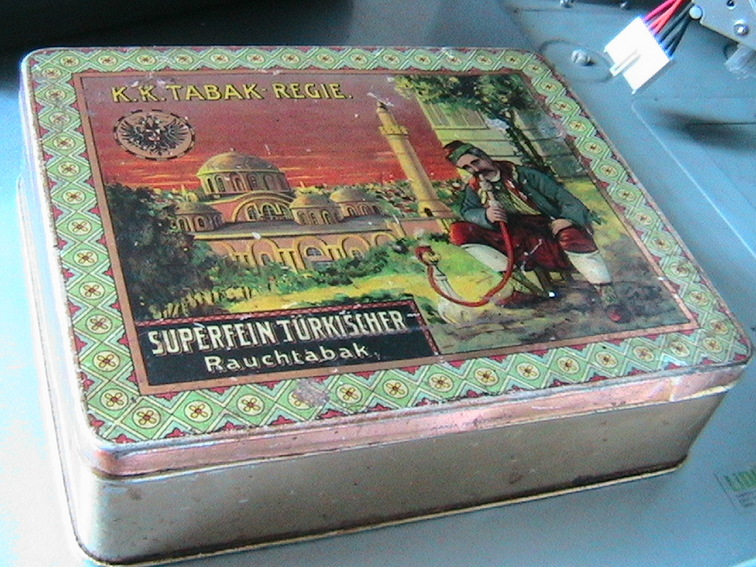 K.K. TABAK-REGIE.
SUPERFEIN TÜRKISCHER
Rauchtabak.